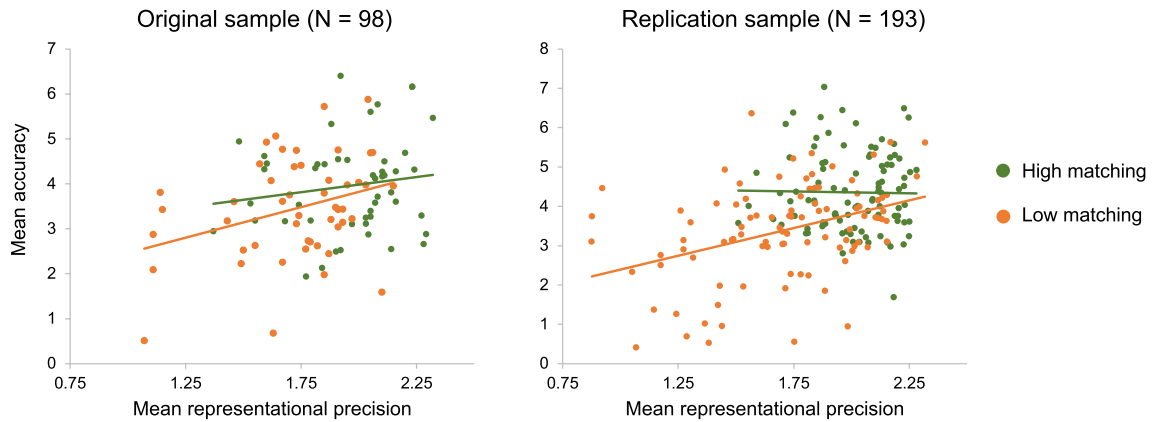 Original sample (N = 98)
7
6
5
4
3
2
1
0
Mean accuracy
0.75 1.25 1.75 2.25
Mean representational precision
Replication sample (N = 193)
8
7
6
5
4
3
2
1
0
0.75 1.25 1.75 2.25
Mean representational precision
High matching
Low matching